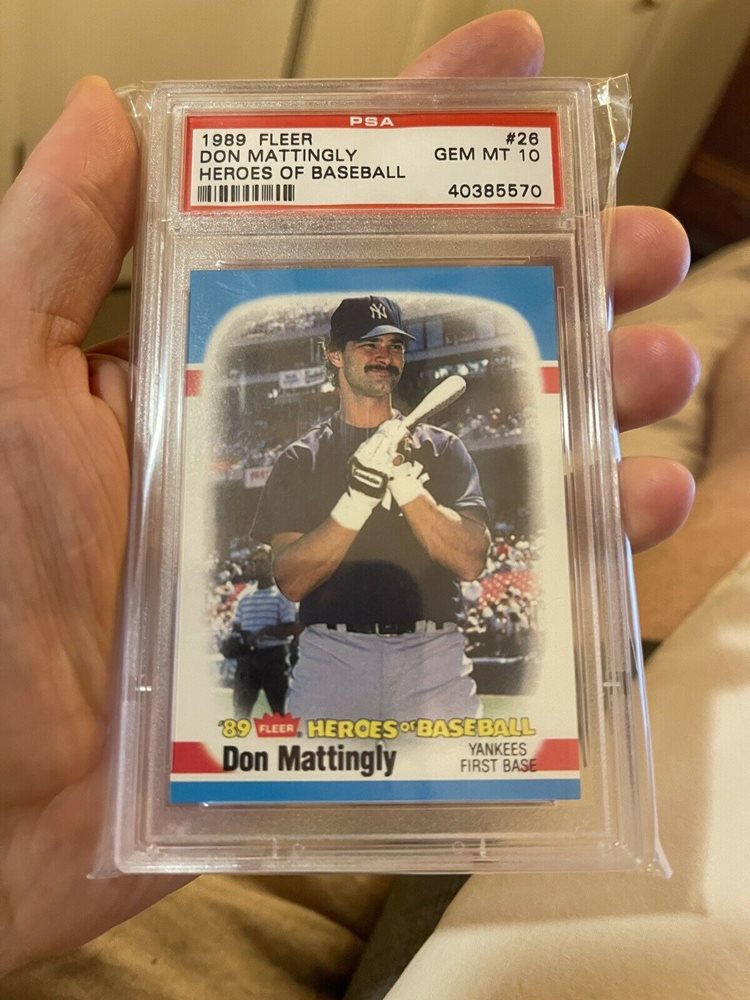 PSA
1989 FLEER #26
DON MATTINGLY GEM MT 10
HEROES OF BASEBALL
40385570
NY
'89 FLEER HEROES OF BASEBALL
Don Mattingly
YANKEES
FIRST BASE